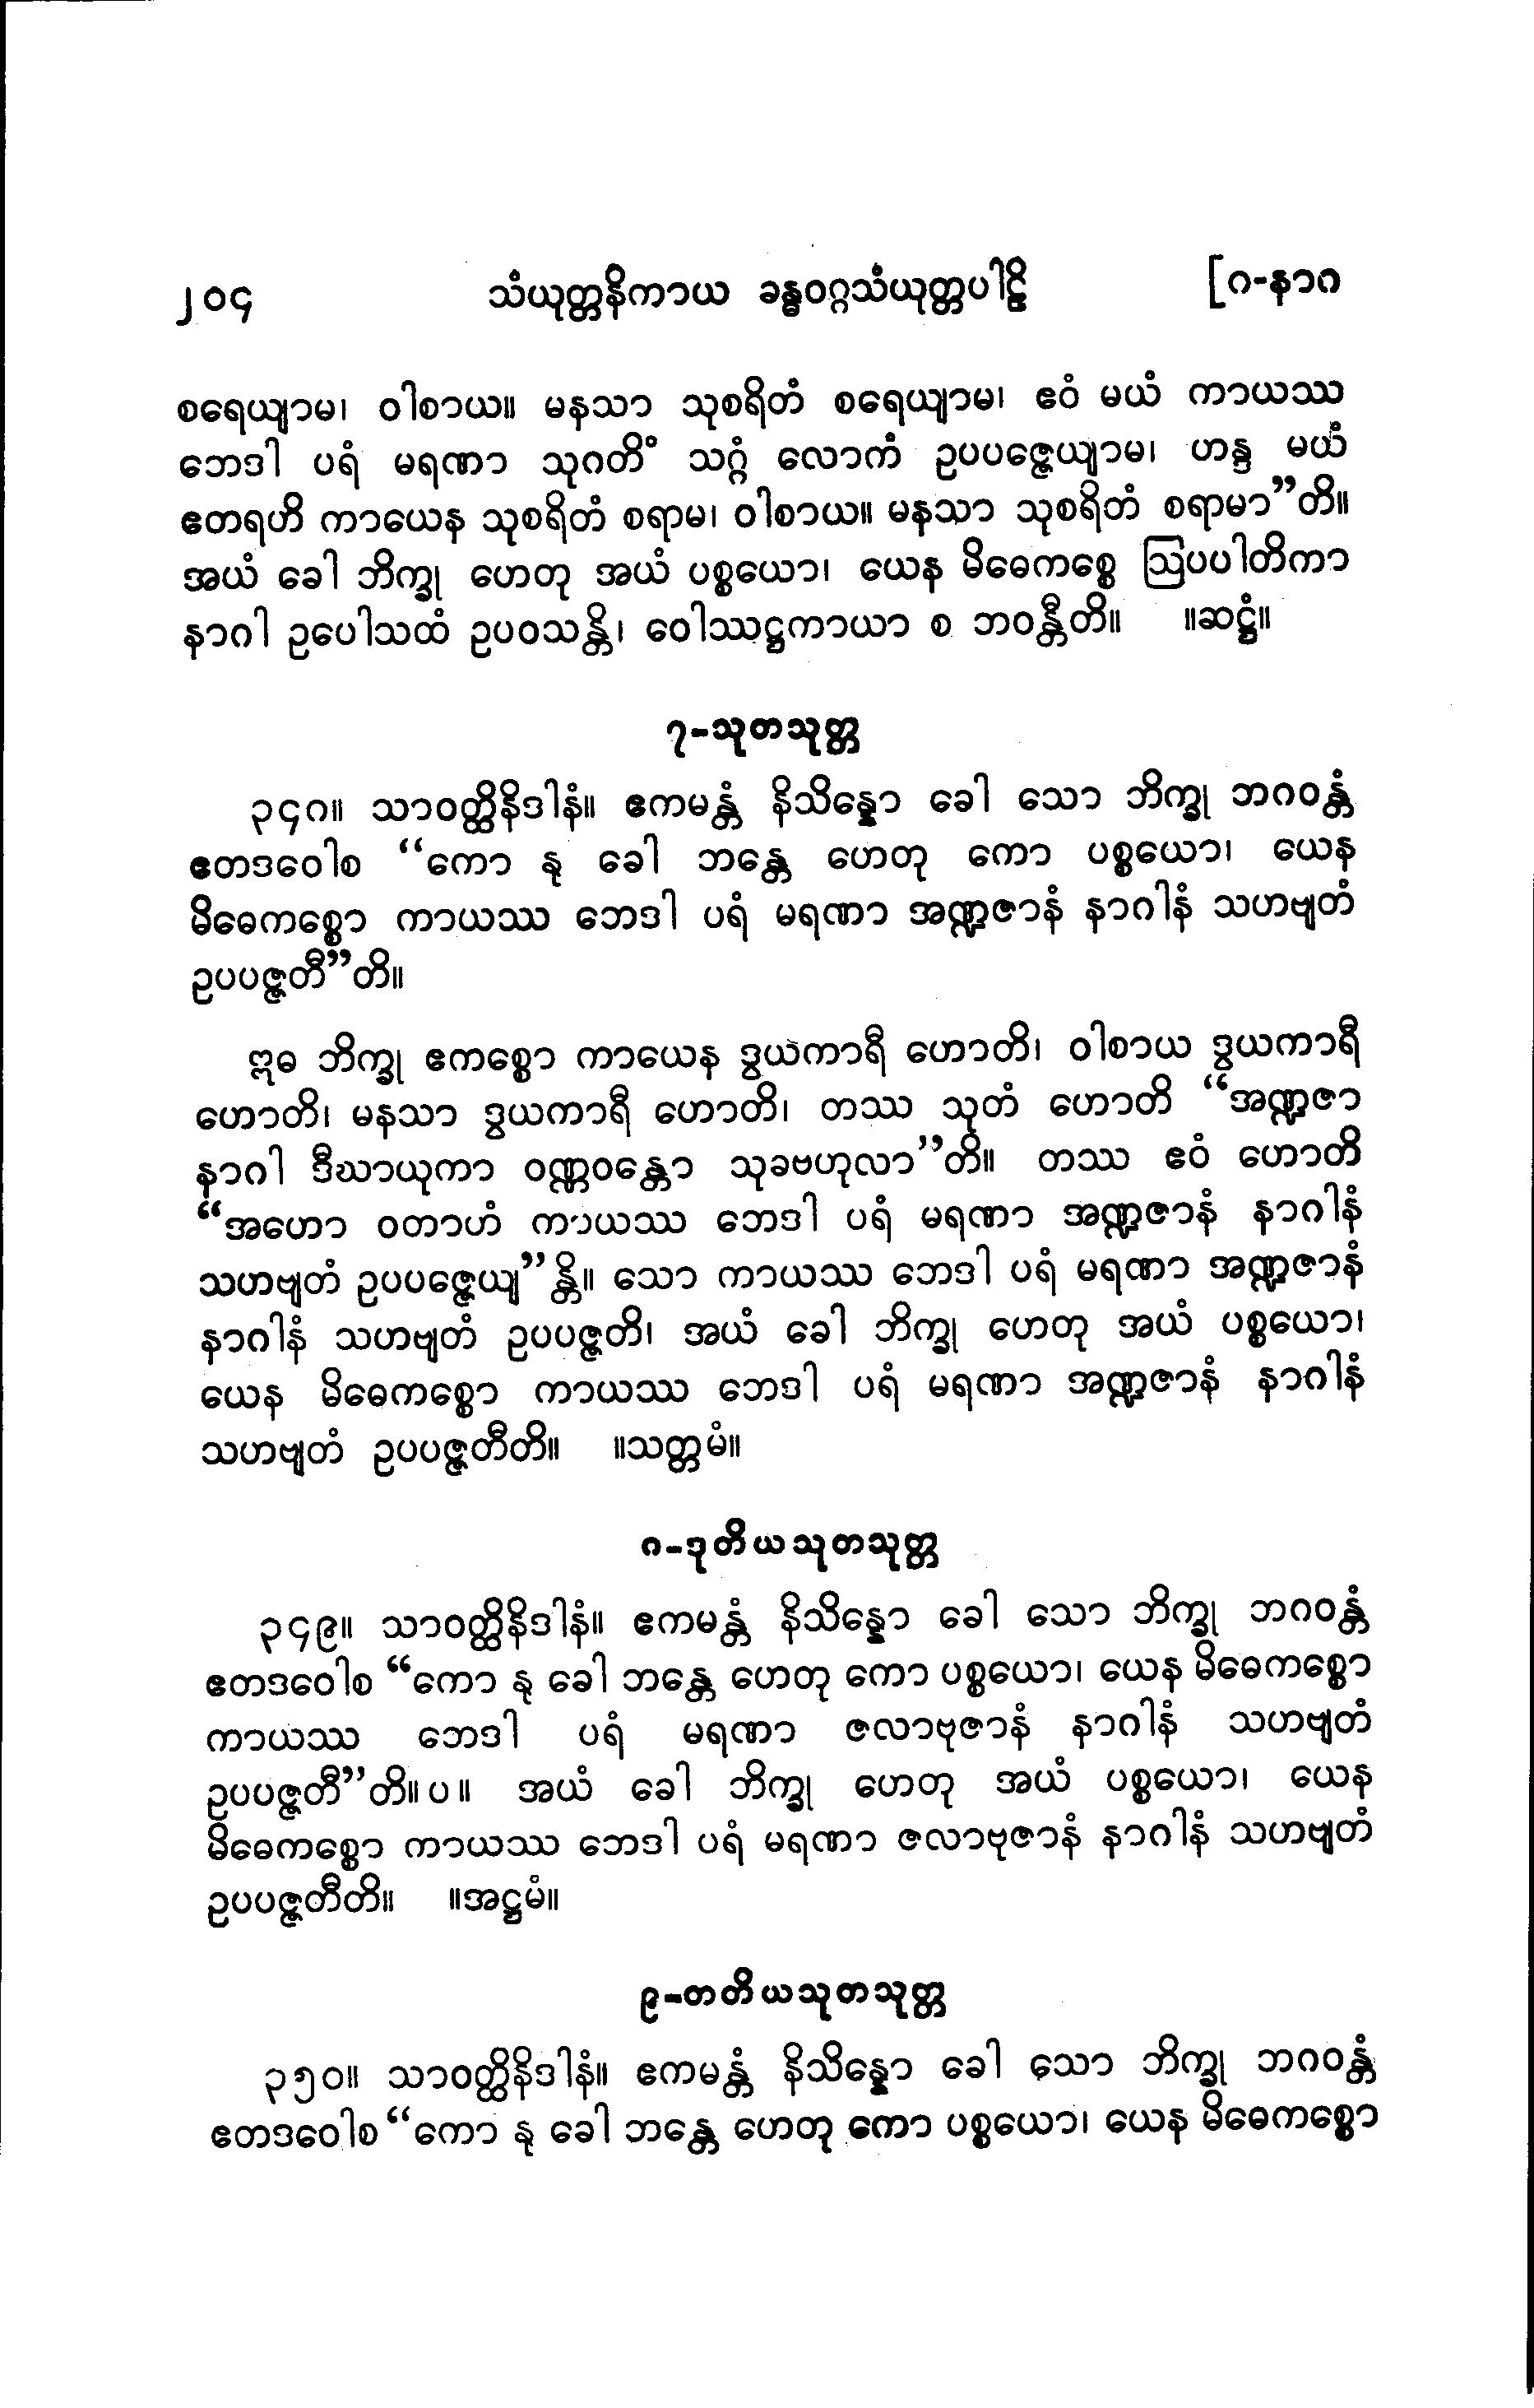 ၂၀၄ သံယုတ္တနိကာယ ခန္ဓဝဂ္ဂသံယုတ္တပါဠိ [၈-နာဂ
စရေယျာမ၊ ဝါစာယ။ မနသာ သုစရိတံ စရေယျာမ၊ ဧဝံ မယံ ကာယဿ
ဘေဒါ ပရံ မရဏာ သုဂတိံ သဂ္ဂံ လောကံ ဥပပဇ္ဇေယျာမ၊ ဟန္ဒ မယံ
ဧတရဟိ ကာယေန သုစရိတံ စရာမ၊ ဝါစာယ။ မနသာ သုစရိတံ စရာမာ”တိ။
အယံ ခေါ ဘိက္ခု ဟေတု အယံ ပစ္စယော၊ ယေန မိဓေကစ္စေ ဩပပါတိကာ
နာဂါ ဥပေါသထံ ဥပဝသန္တိ၊ ဝေါဿဋ္ဌကာယာ စ ဘဝန္တီတိ။ ။ဆဋ္ဌံ။
၇-သုတသုတ္တ
၃၄၈။ သာဝတ္ထိနိဒါနံ။ ဧကမန္တံ နိသိန္နော ခေါ သော ဘိက္ခု ဘဂဝန္တံ
ဧတဒဝေါစ “ကော နု ခေါ ဘန္တေ ဟေတု ကော ပစ္စယော၊ ယေန
မိဓေကစ္စော ကာယဿ ဘေဒါ ပရံ မရဏာ အဏ္ဍဇာနံ နာဂါနံ သဟဗျတံ
ဥပပဇ္ဇတီ”တိ။
ဣဓ ဘိက္ခု ဧကစ္စော ကာယေန ဒွယကာရီ ဟောတိ၊ ဝါစာယ ဒွယကာရီ
ဟောတိ၊ မနသာ ဒွယကာရီ ဟောတိ၊ တဿ သုတံ ဟောတိ “အဏ္ဍဇာ
နာဂါ ဒီဃာယုကာ ဝဏ္ဏဝန္တော သုခဗဟုလာ”တိ။ တဿ ဧဝံ ဟောတိ
“အဟော ဝတာဟံ ကာယဿ ဘေဒါ ပရံ မရဏာ အဏ္ဍဇာနံ နာဂါနံ
သဟဗျတံ ဥပပဇ္ဇေယျ”န္တိ။ သော ကာယဿ ဘေဒါ ပရံ မရဏာ အဏ္ဍဇာနံ
နာဂါနံ သဟဗျတံ ဥပပဇ္ဇတိ၊ အယံ ခေါ ဘိက္ခု ဟေတု အယံ ပစ္စယော၊
ယေန မိဓေကစ္စော ကာယဿ ဘေဒါ ပရံ မရဏာ အဏ္ဍဇာနံ နာဂါနံ
သဟဗျတံ ဥပပဇ္ဇတီတိ။ ။သတ္တမံ။
၈-ဒုတိယသုတသုတ္တ
၃၄၉။ သာဝတ္ထိနိဒါနံ။ ဧကမန္တံ နိသိန္နော ခေါ သော ဘိက္ခု ဘဂဝန္တံ
ဧတဒဝေါစ “ကော နု ခေါ ဘန္တေ ဟေတု ကော ပစ္စယော၊ ယေန မိဓေကစ္စော
ကာယဿ ဘေဒါ ပရံ မရဏာ ဇလာဗုဇာနံ နာဂါနံ သဟဗျတံ
ဥပပဇ္ဇတီ”တိ။ပ။ အယံ ခေါ ဘိက္ခု ဟေတု အယံ ပစ္စယော၊ ယေန
မိဓေကစ္စော ကာယဿ ဘေဒါ ပရံ မရဏာ ဇလာဗုဇာနံ နာဂါနံ သဟဗျတံ
ဥပပဇ္ဇတီတိ။ ။အဋ္ဌမံ။
၉-တတိယသုတသုတ္တ
၃၅၀။ သာဝတ္ထိနိဒါနံ။ ဧကမန္တံ နိသိန္နော ခေါ သော ဘိက္ခု ဘဂဝန္တံ
ဧတဒဝေါစ “ကော နု ခေါ ဘန္တေ ဟေတု ကော ပစ္စယော၊ ယေန မိဓေကစ္စော